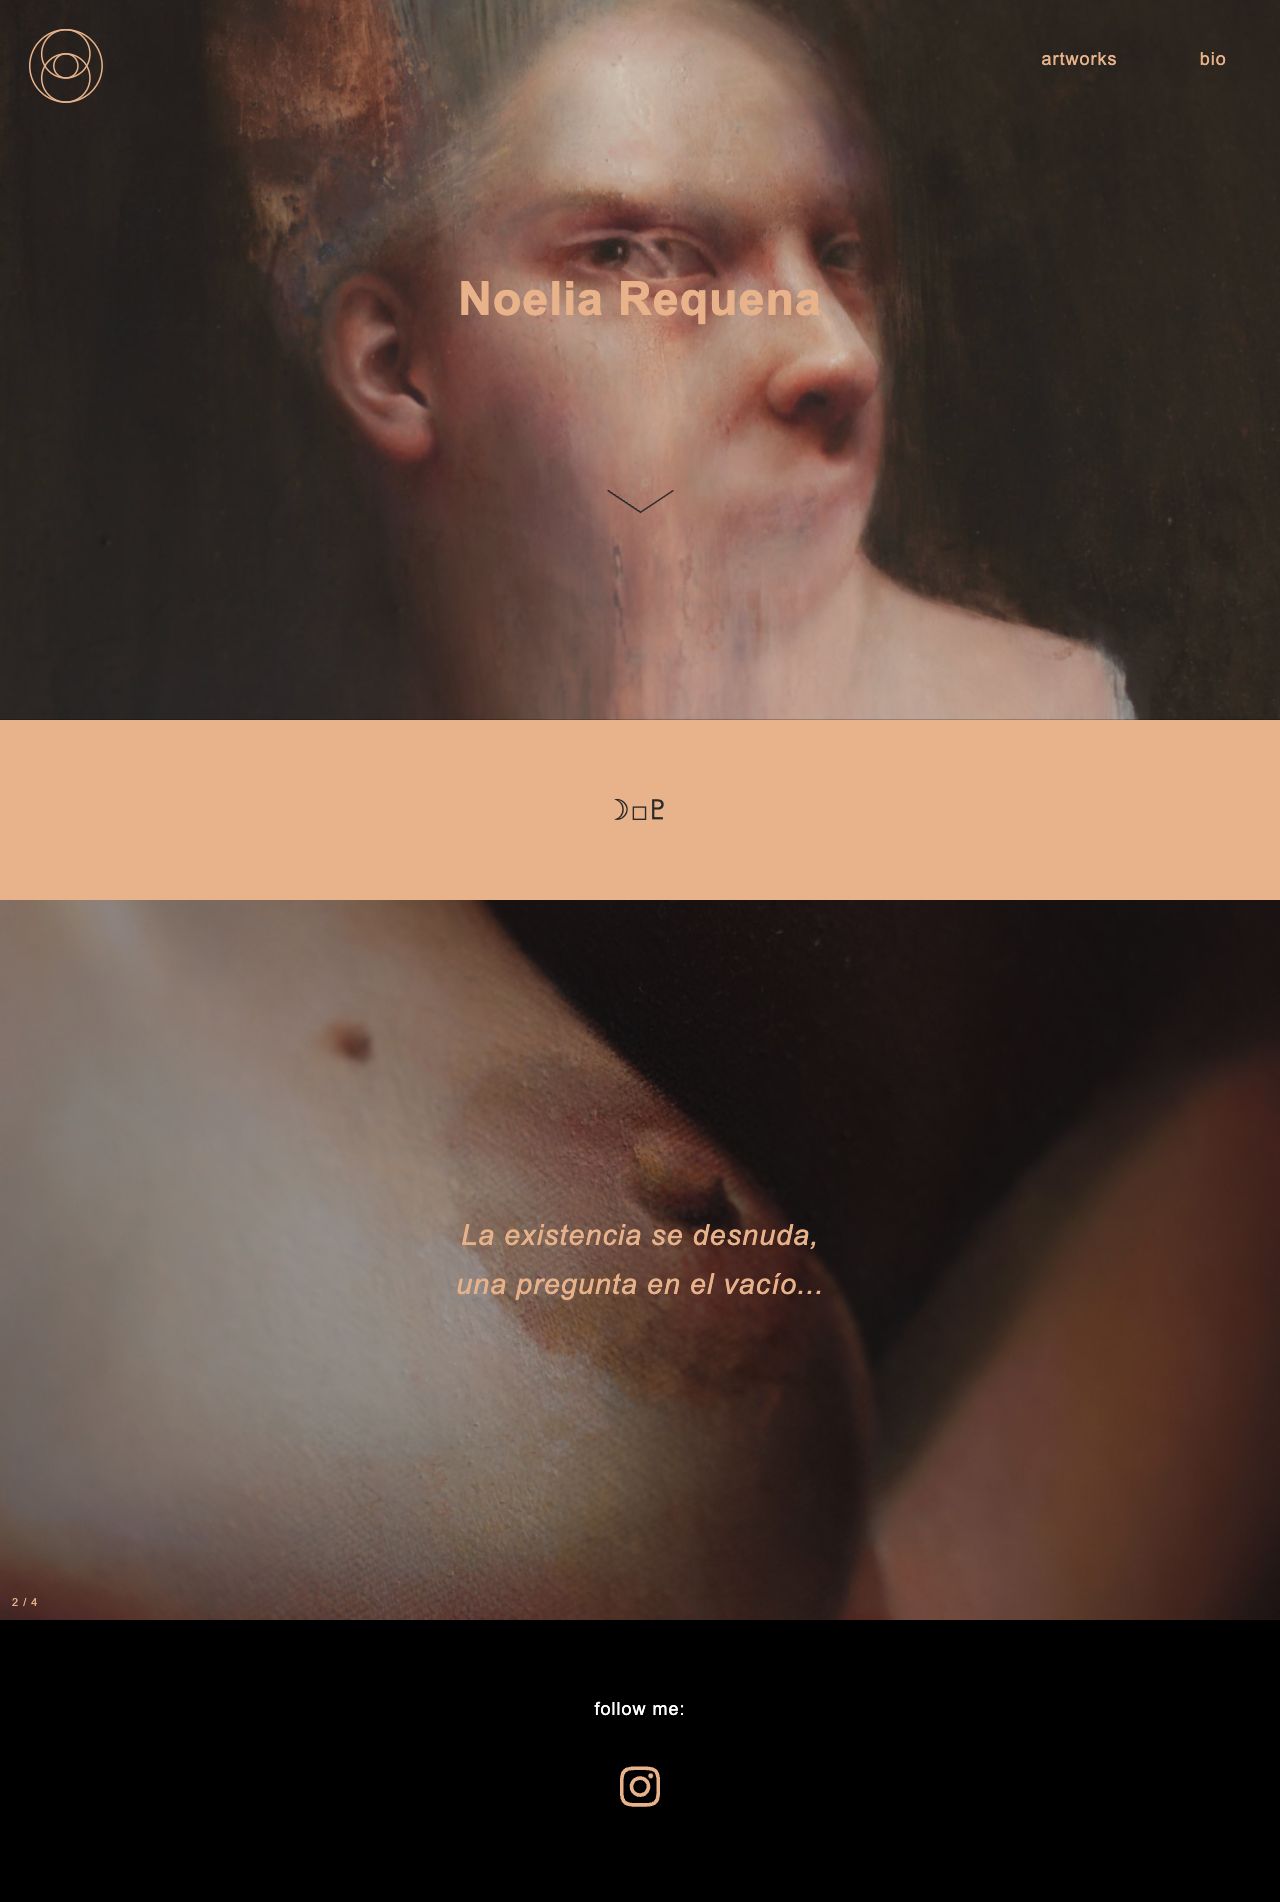 artworks bio
Noelia Requena
☽□♇
La existencia se desnuda,
una pregunta en el vacío...
2 / 4
follow me: